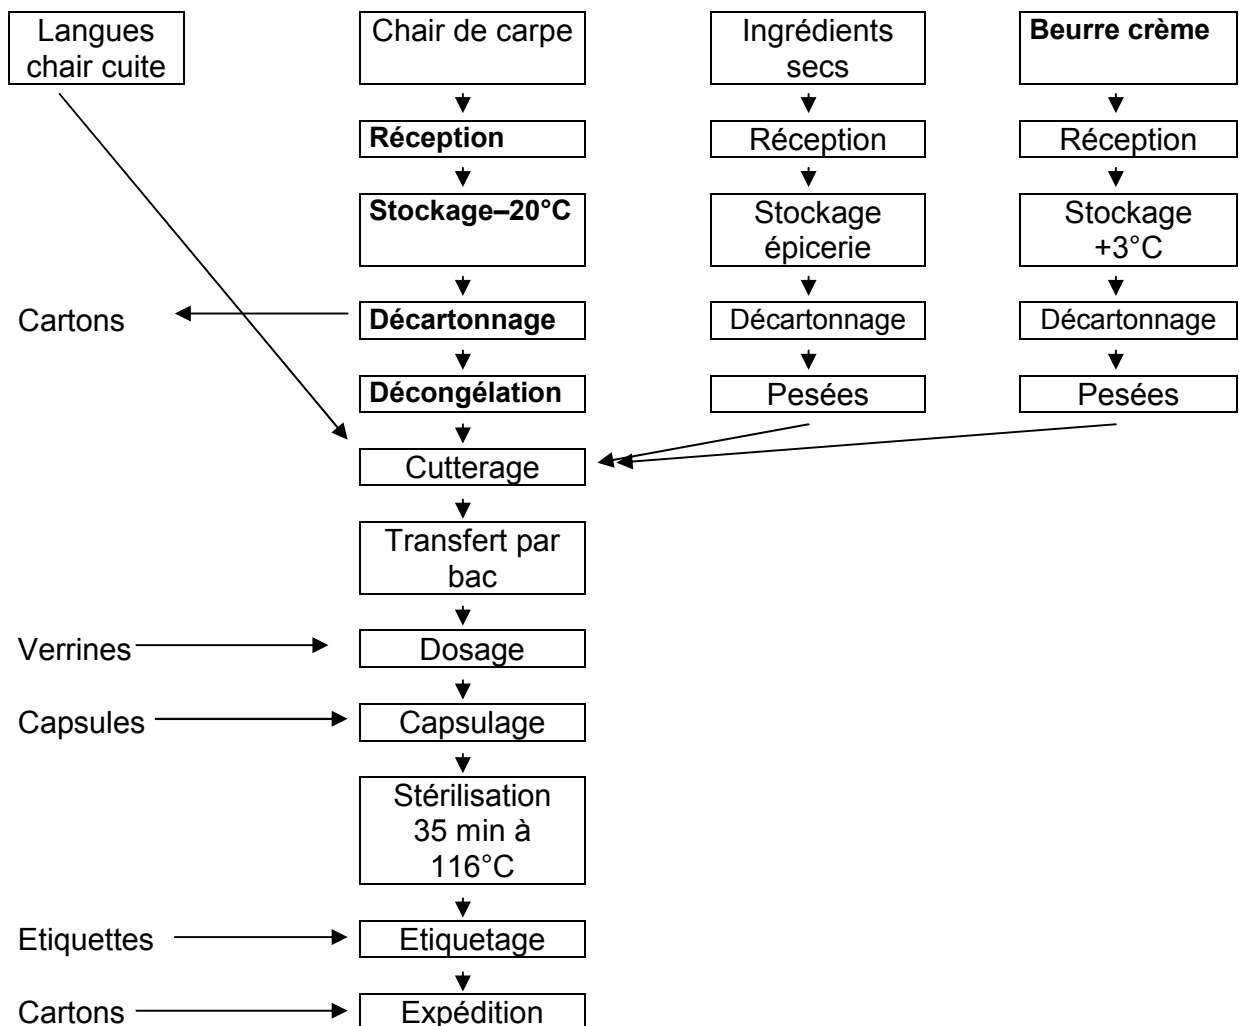 Langues
chair cuite
Chair de carpe
Ingrédients
secs
Beurre crème
Réception
Réception
Réception
Stockage–20°C
Stockage
épicerie
Stockage
+3°C
Cartons
Décartonnage
Décartonnage
Décartonnage
Décongélation
Pesées
Pesées
Cutterage
Transfert par
bac
Verrines
Dosage
Capsules
Capsulage
Stérilisation
35 min à
116°C
Etiquettes
Etiquetage
Cartons
Expédition